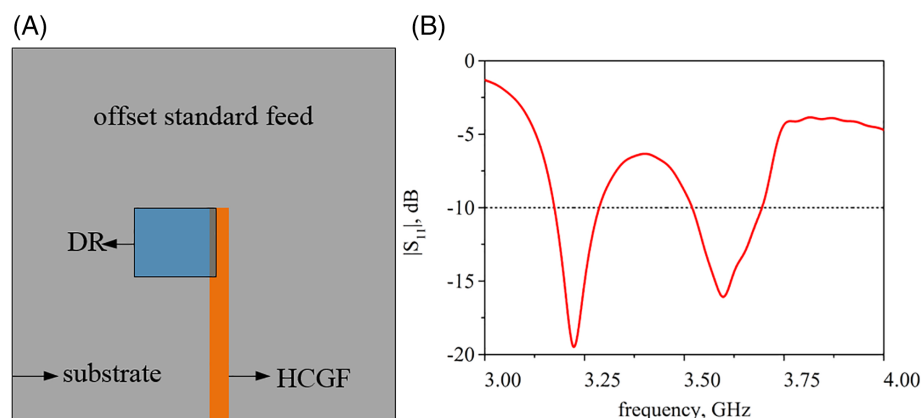 (A)
offset standard feed
DR
substrate
HCGF
(B)
0
-5
-10
-15
-20
|S₁₁|, dB
3.00 3.25 3.50 3.75 4.00
frequency, GHz